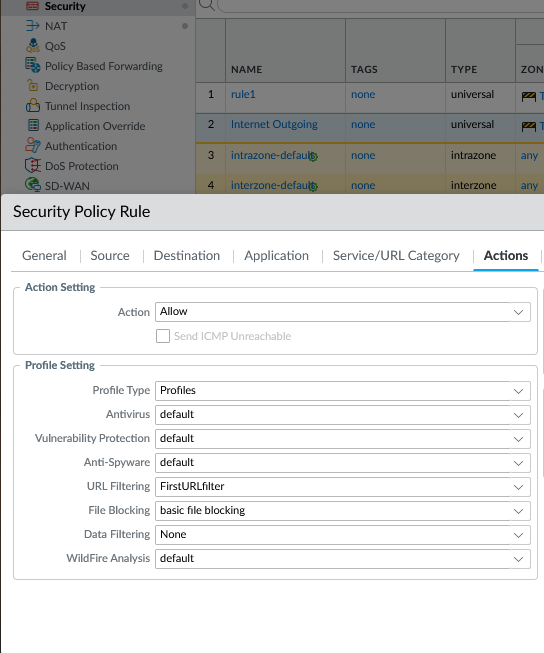 Security
NAT
QoS
Policy Based Forwarding
Decryption
Tunnel Inspection
Application Override
Authentication
DoS Protection
SD-WAN
NAME TAGS TYPE ZON
1 rule1 none universal T
2 Internet Outgoing none universal T
3 intrazone-default none intrazone any
4 interzone-default none interzone any
Security Policy Rule
General Source Destination Application Service/URL Category Actions
Action Setting
Action Allow
Send ICMP Unreachable
Profile Setting
Profile Type Profiles
Antivirus default
Vulnerability Protection default
Anti-Spyware default
URL Filtering FirstURLfilter
File Blocking basic file blocking
Data Filtering None
WildFire Analysis default